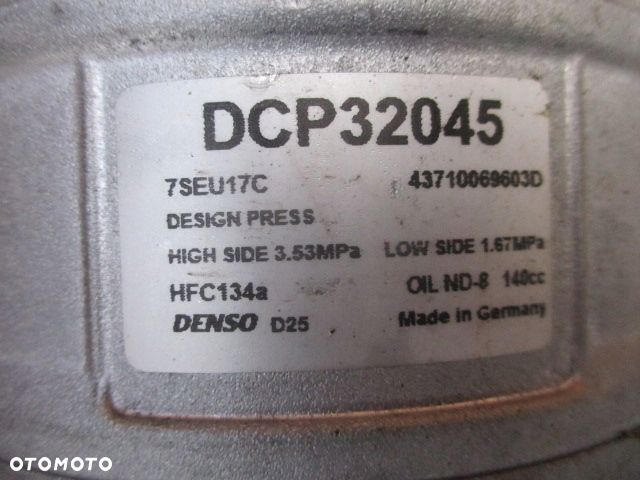 DCP32045
7SEU17C 43710069603D
DESIGN PRESS
HIGH SIDE 3.53MPa LOW SIDE 1.67MPa
HFC134a OIL ND-8 140cc
DENSO D25 Made in Germany
OTOMOTO